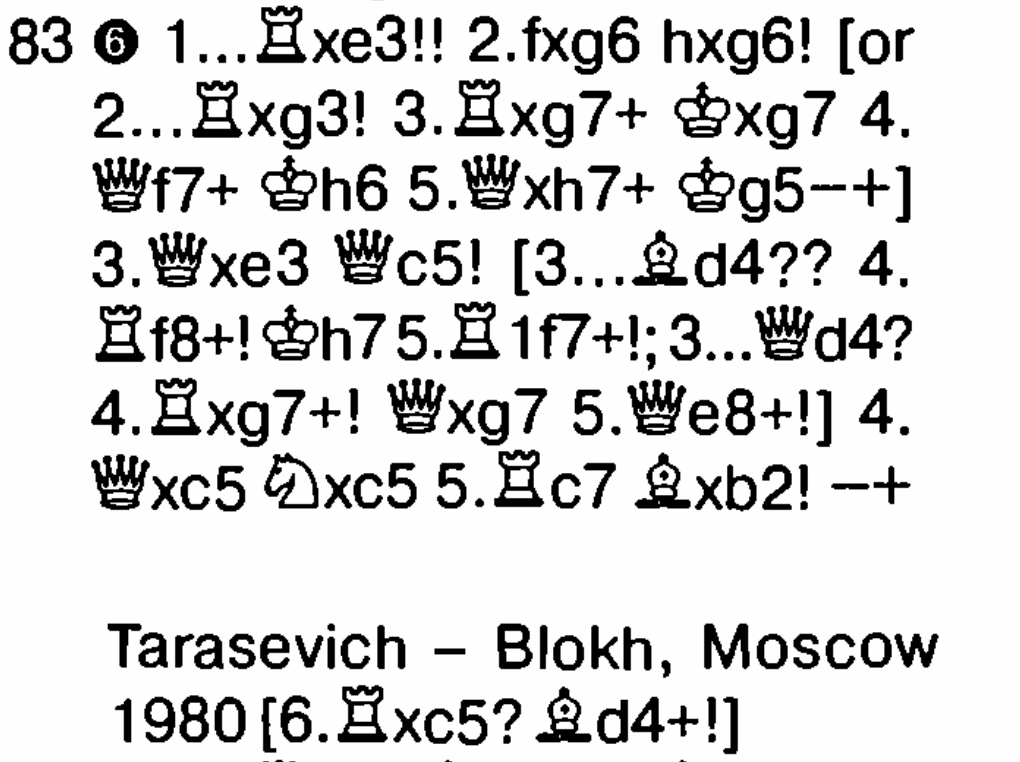 83 ❻ 1...♖xe3!! 2.fxg6 hxg6! [or
2...♖xg3! 3.♖xg7+ ♔xg7 4.
♕f7+ ♔h6 5.♕xh7+ ♔g5−+]
3.♕xe3 ♕c5! [3...♗d4?? 4.
♖f8+! ♔h7 5.♖1f7+!; 3...♕d4?
4.♖xg7+! ♕xg7 5.♕e8+!] 4.
♕xc5 ♘xc5 5.♖c7 ♗xb2! −+
Tarasevich – Blokh, Moscow
1980 [6.♖xc5? ♗d4+!]